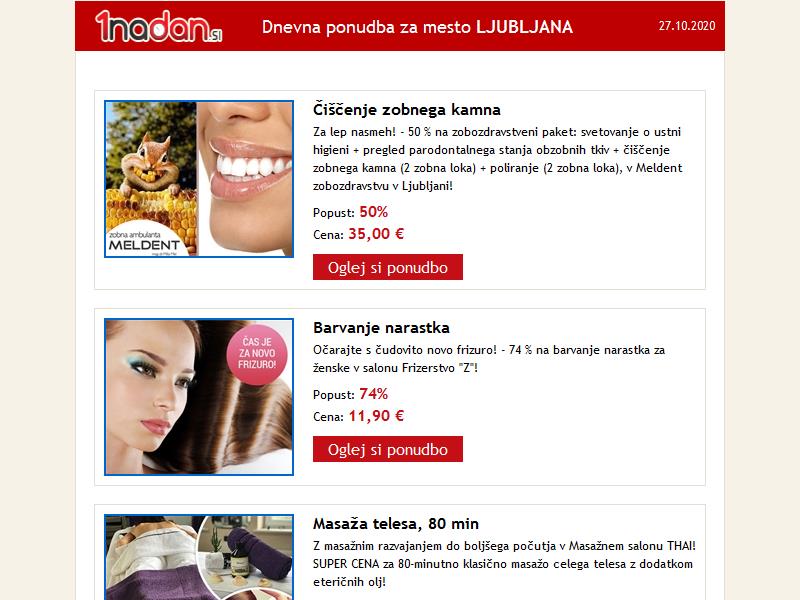 1nadan.si
Dnevna ponudba za mesto LJUBLJANA
27.10.2020
Čiščenje zobnega kamna
Za lep nasmeh! - 50 % na zobozdravstveni paket: svetovanje o ustni
higieni + pregled parodontalnega stanja obzobnih tkiv + čiščenje
zobnega kamna (2 zobna loka) + poliranje (2 zobna loka), v Meldent
zobozdravstvu v Ljubljani!
Popust: 50%
Cena: 35,00 €
Oglej si ponudbo
zobna ambulanta
MELDENT
Barvanje narastka
Očarajte s čudovito novo frizuro! - 74 % na barvanje narastka za
ženske v salonu Frizerstvo "Z"!
Popust: 74%
Cena: 11,90 €
Oglej si ponudbo
ČAS JE
ZA NOVO
FRIZURO!
Masaža telesa, 80 min
Z masažnim razvajanjem do boljšega počutja v Masažnem salonu THAI!
SUPER CENA za 80-minutno klasično masažo celega telesa z dodatkom
eteričnih olj!